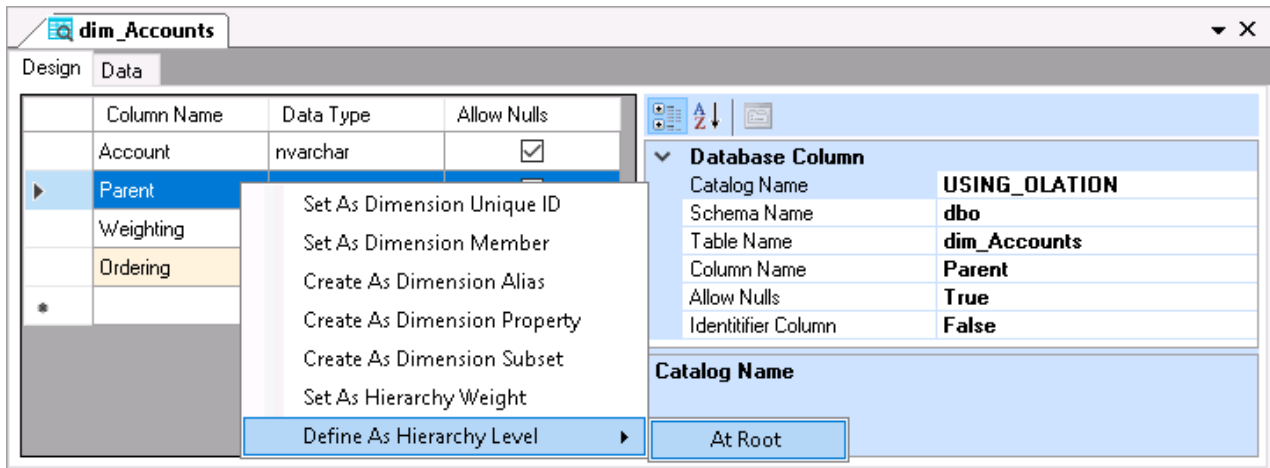 dim_Accounts
Design Data
Column Name Data Type Allow Nulls
Account nvarchar
Parent
Weighting
Ordering
Set As Dimension Unique ID
Set As Dimension Member
Create As Dimension Alias
Create As Dimension Property
Create As Dimension Subset
Set As Hierarchy Weight
Define As Hierarchy Level
At Root
Database Column
Catalog Name USING_OLATION
Schema Name dbo
Table Name dim_Accounts
Column Name Parent
Allow Nulls True
Identitifier Column False
Catalog Name